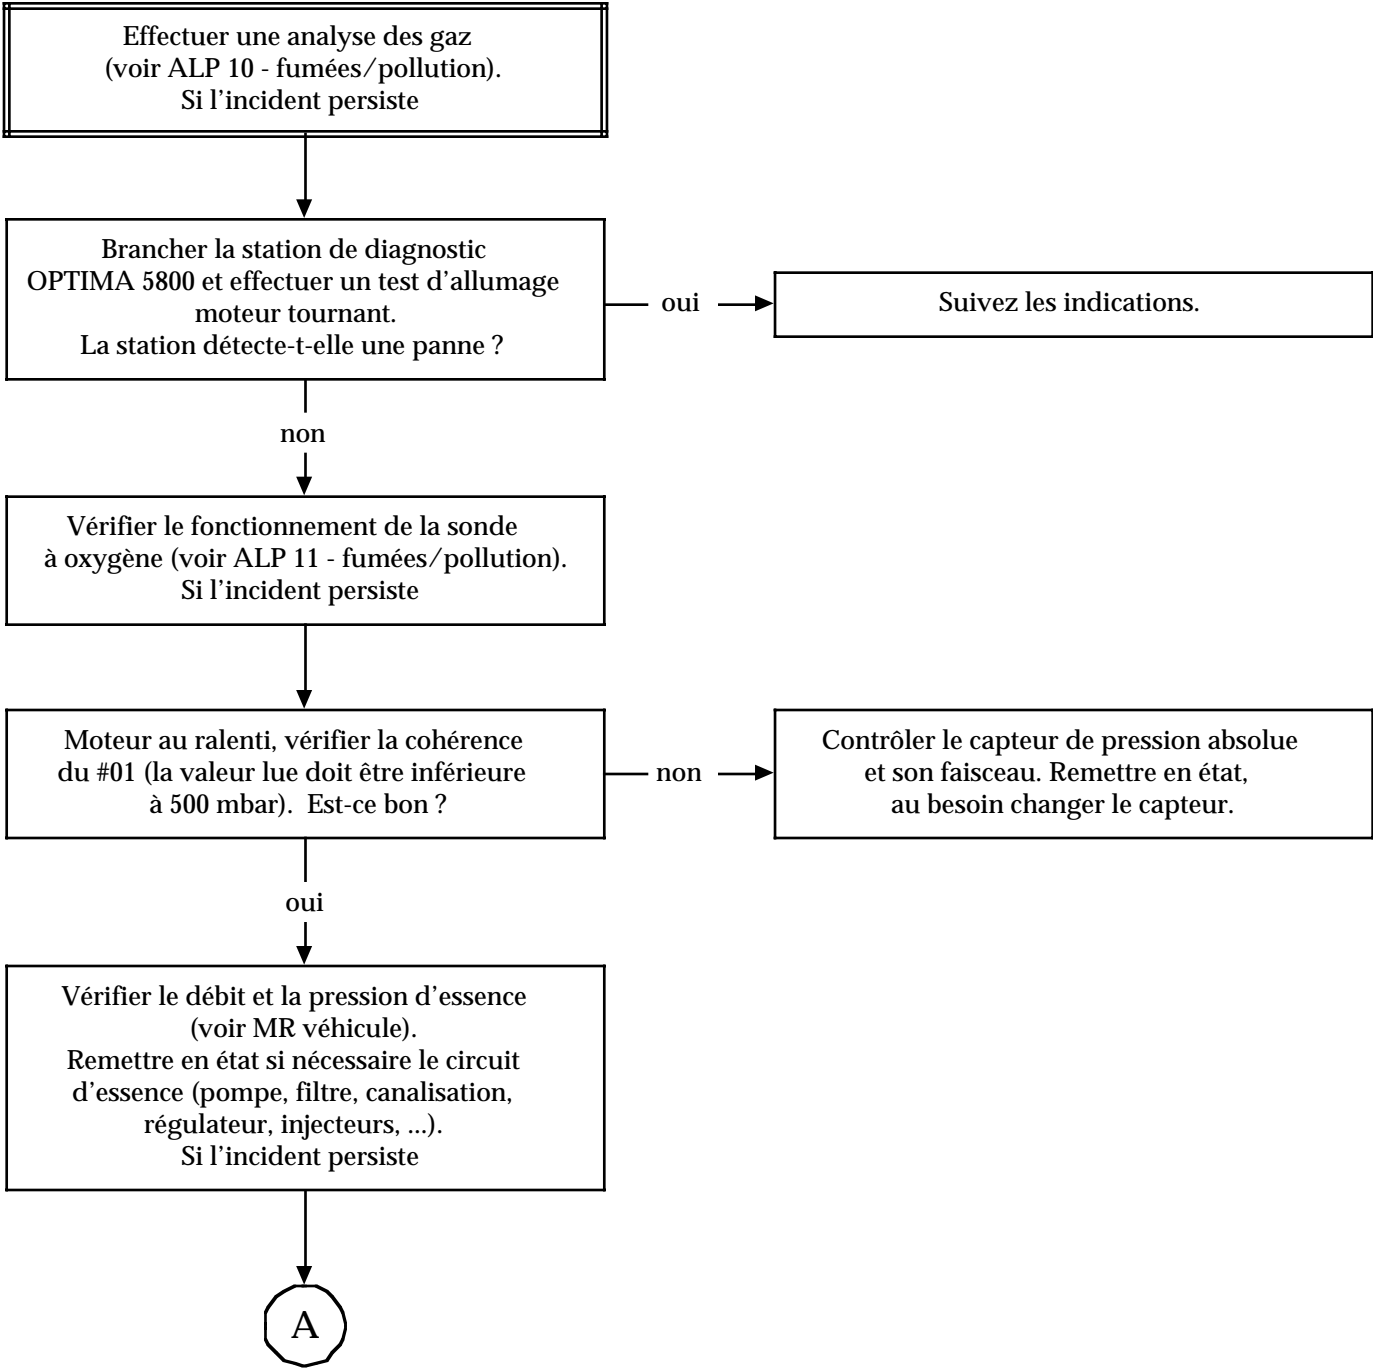 Effectuer une analyse des gaz
(voir ALP 10 - fumées/pollution).
Si l'incident persiste
Brancher la station de diagnostic
OPTIMA 5800 et effectuer un test d'allumage
moteur tournant.
La station détecte-t-elle une panne ?
oui
Suivez les indications.
non
Vérifier le fonctionnement de la sonde
à oxygène (voir ALP 11 - fumées/pollution).
Si l'incident persiste
Moteur au ralenti, vérifier la cohérence
du #01 (la valeur lue doit être inférieure
à 500 mbar).  Est-ce bon ?
non
Contrôler le capteur de pression absolue
et son faisceau. Remettre en état,
au besoin changer le capteur.
oui
Vérifier le débit et la pression d'essence
(voir MR véhicule).
Remettre en état si nécessaire le circuit
d'essence (pompe, filtre, canalisation,
régulateur, injecteurs, ...).
Si l'incident persiste
A